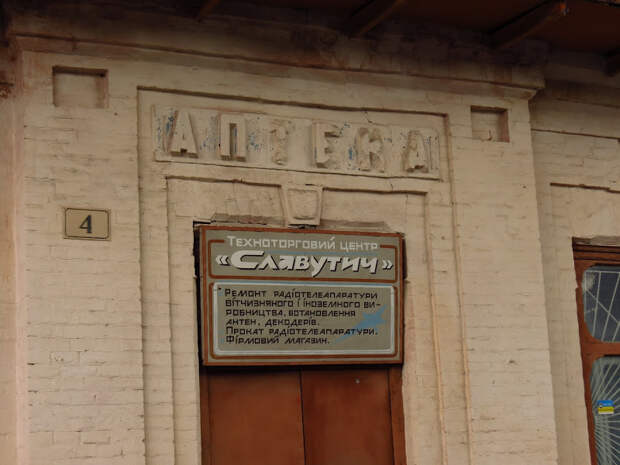 АПТЕКА
4
Техноторговий центр
«Славутич»
Ремонт радіотелеапаратури
вітчизняного і іноземного ви-
робництва, встановлення
антен, декодерів.
Прокат радіотелеапаратури.
Фірмовий магазин.